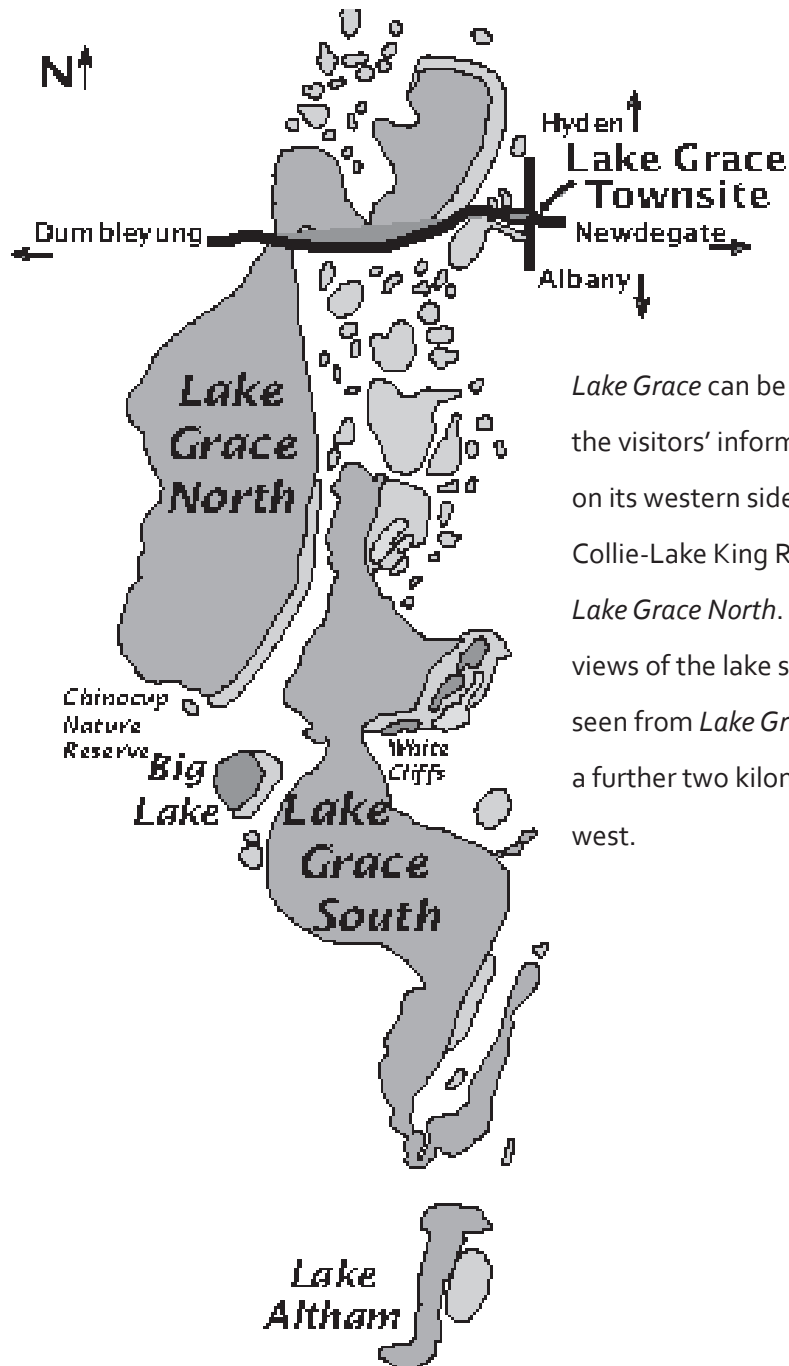 N
Hyden
Lake Grace
Townsite
Dumbleyung
Newdegate
Albany
Lake
Grace
North
Lake Grace can be
the visitors’ inform
on its western side
Collie-Lake King R
Lake Grace North.
views of the lake s
seen from Lake Gr
a further two kilon
west.
Chinocup
Nature
Reserve
White
Cliffs
Big
Lake
Lake
Grace
South
Lake
Altham